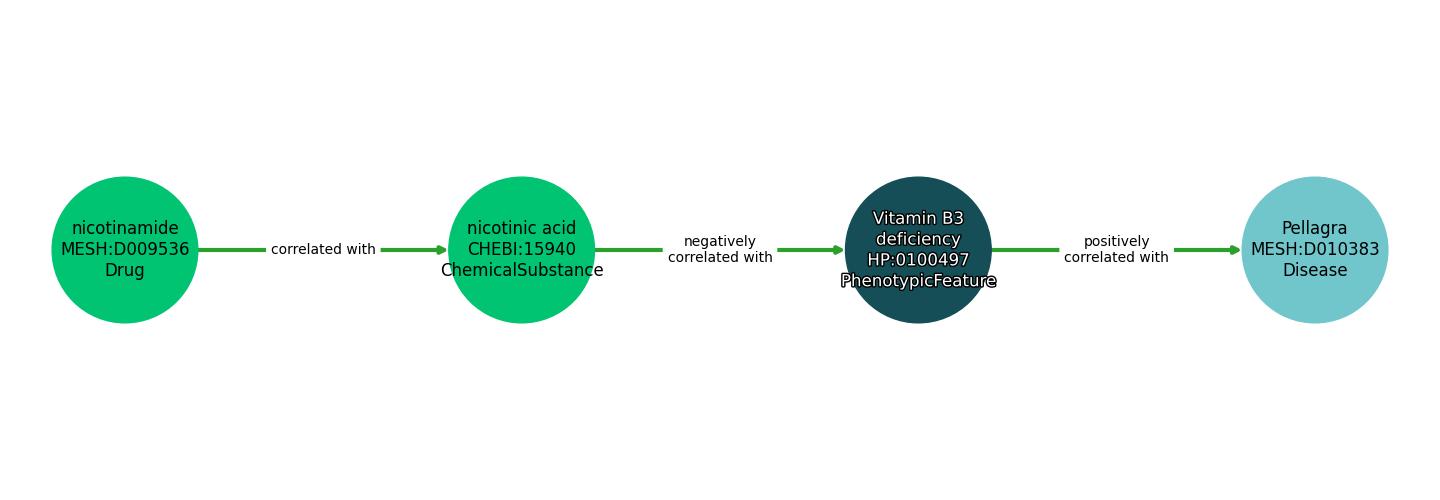 nicotinamide
MESH:D009536
Drug
correlated with
nicotinic acid
CHEBI:15940
ChemicalSubstance
negatively
correlated with
Vitamin B3
deficiency
HP:0100497
PhenotypicFeature
positively
correlated with
Pellagra
MESH:D010383
Disease